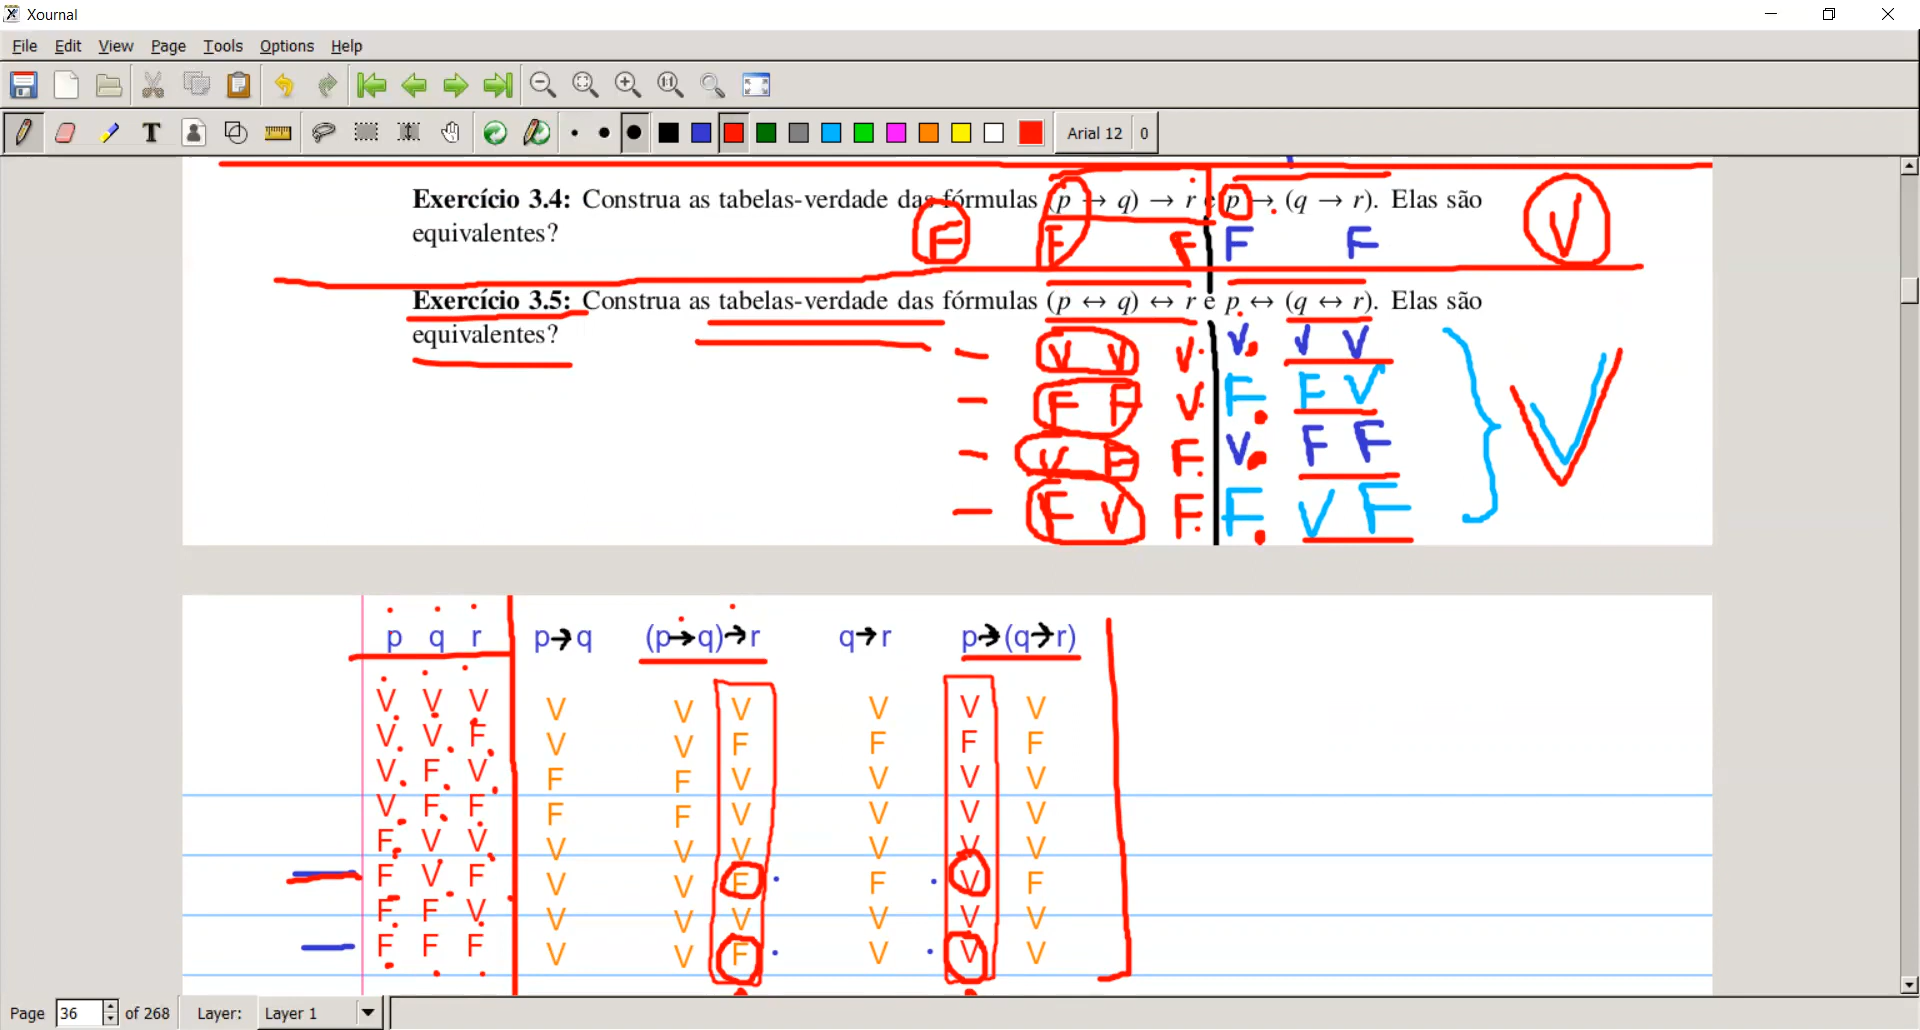 Xournal
File Edit View Page Tools Options Help
T Arial 12 0
Exercício 3.4: Construa as tabelas-verdade das fórmulas (p → q) → r e p → (q → r). Elas são
equivalentes?
F F F F F V
Exercício 3.5: Construa as tabelas-verdade das fórmulas (p ↔ q) ↔ r e p ↔ (q ↔ r). Elas são
equivalentes?
V V V V V V
F F V F F V
V F F V F F
F V F F V F
V
p q r p→q (p→q)→r q→r p→(q→r)
V V V V V V V V V
V V F V V F F F F
V F V F F V V V V
V F F F F V V V V
F V V V V V V V V
F V F V V F F V F
F F V V V V V V V
F F F V V F V V V
Page 36 of 268 Layer: Layer 1